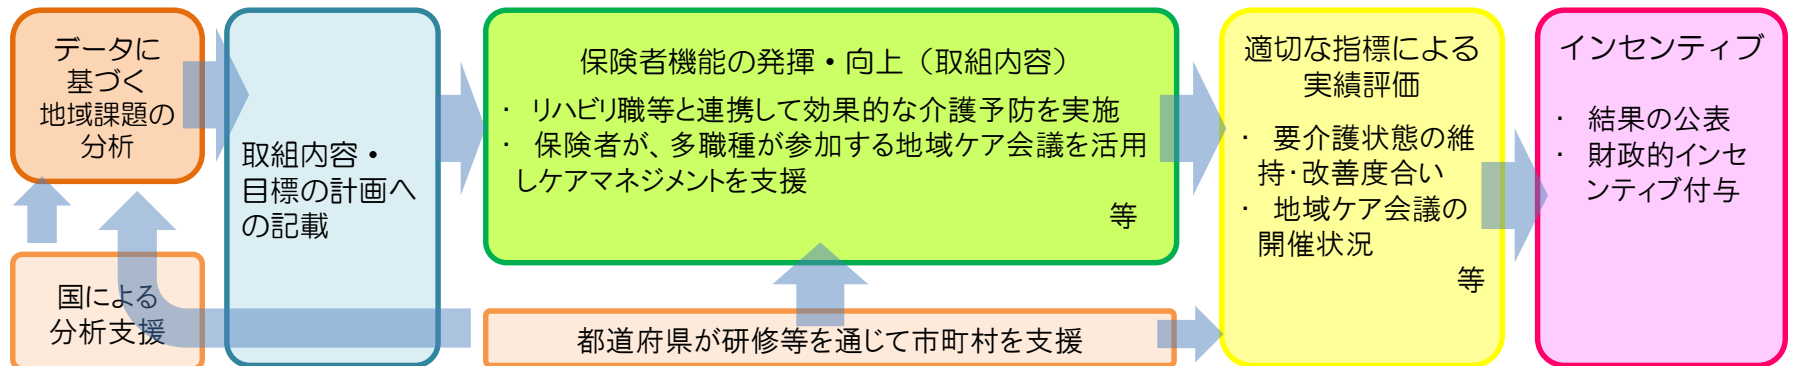 データに
基づく
地域課題の
分析
国による
分析支援
取組内容・
目標の計画へ
の記載
保険者機能の発揮・向上（取組内容）
・ リハビリ職等と連携して効果的な介護予防を実施
・ 保険者が、多職種が参加する地域ケア会議を活用
しケアマネジメントを支援
等
都道府県が研修等を通じて市町村を支援
適切な指標による
実績評価
・ 要介護状態の維
持・改善度合い
・ 地域ケア会議の
開催状況
等
インセンティブ
・ 結果の公表
・ 財政的インセ
ンティブ付与